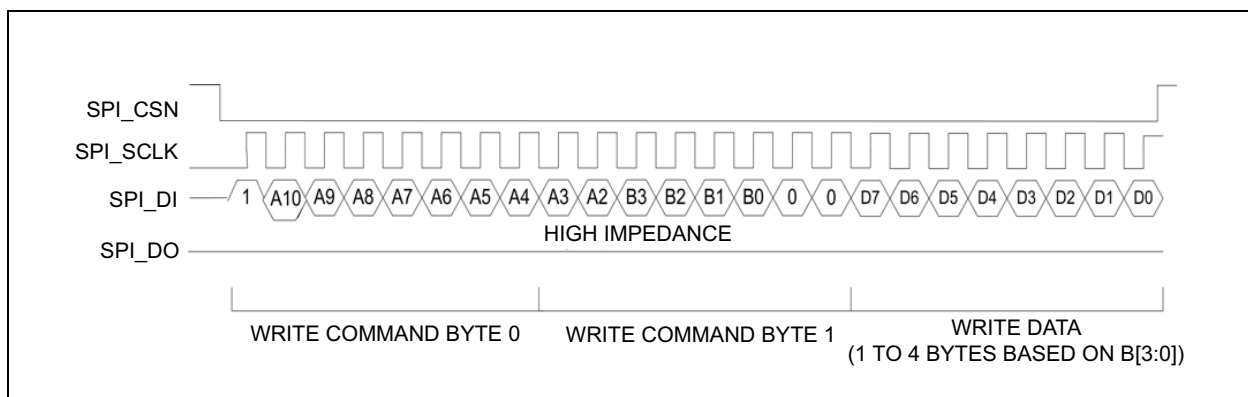 SPI_CSN
SPI_SCLK
SPI_DI 1 A10 A9 A8 A7 A6 A5 A4 A3 A2 B3 B2 B1 B0 0 0 D7 D6 D5 D4 D3 D2 D1 D0
HIGH IMPEDANCE
SPI_DO
WRITE COMMAND BYTE 0 WRITE COMMAND BYTE 1 WRITE DATA
(1 TO 4 BYTES BASED ON B[3:0])